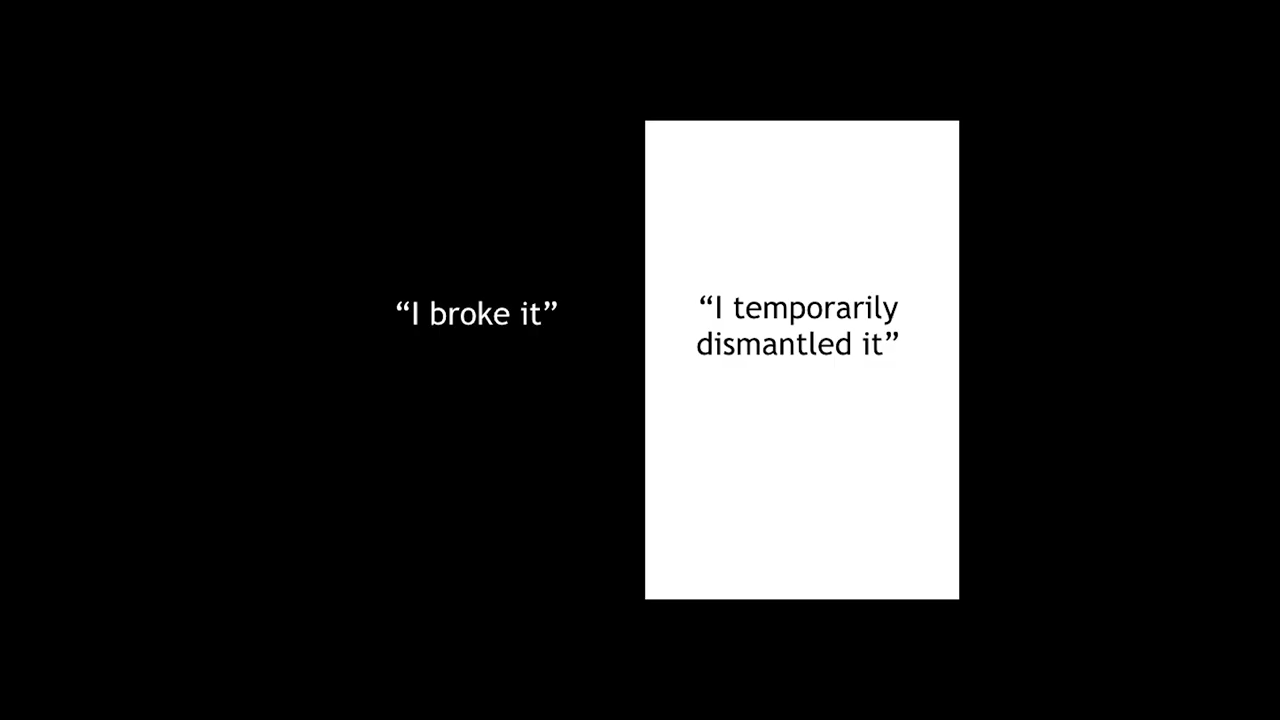 “I broke it”
“I temporarily
dismantled it”